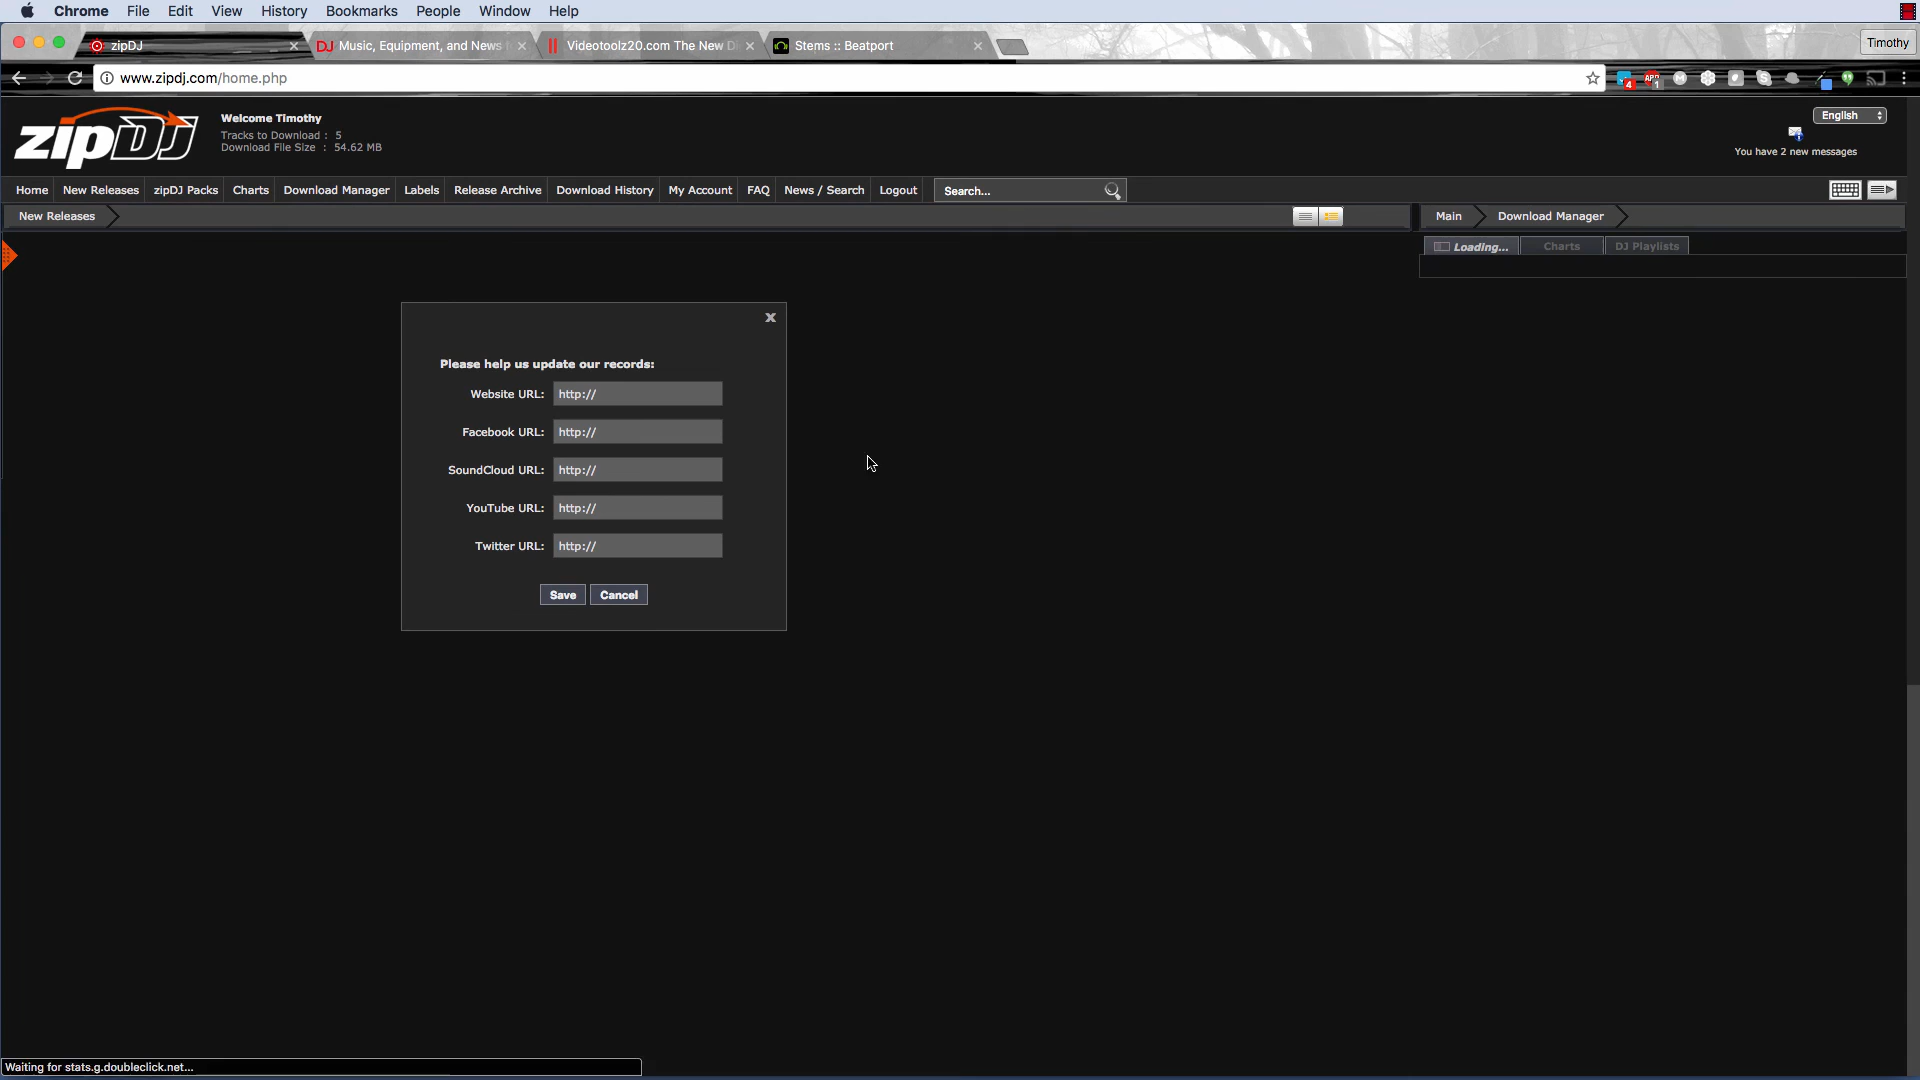 Chrome File Edit View History Bookmarks People Window Help
zipDJ Music, Equipment, and News Videotoolz20.com The New Di Stems :: Beatport Timothy
www.zipdj.com/home.php 4 APP 1
zipDJ
Welcome Timothy
Tracks to Download : 5
Download File Size : 54.62 MB
English
You have 2 new messages
Home New Releases zipDJ Packs Charts Download Manager Labels Release Archive Download History My Account FAQ News / Search Logout Search...
New Releases Main Download Manager
Loading... Charts DJ Playlists
x
Please help us update our records:
Website URL: http://
Facebook URL: http://
SoundCloud URL: http://
YouTube URL: http://
Twitter URL: http://
Save Cancel
Waiting for stats.g.doubleclick.net...